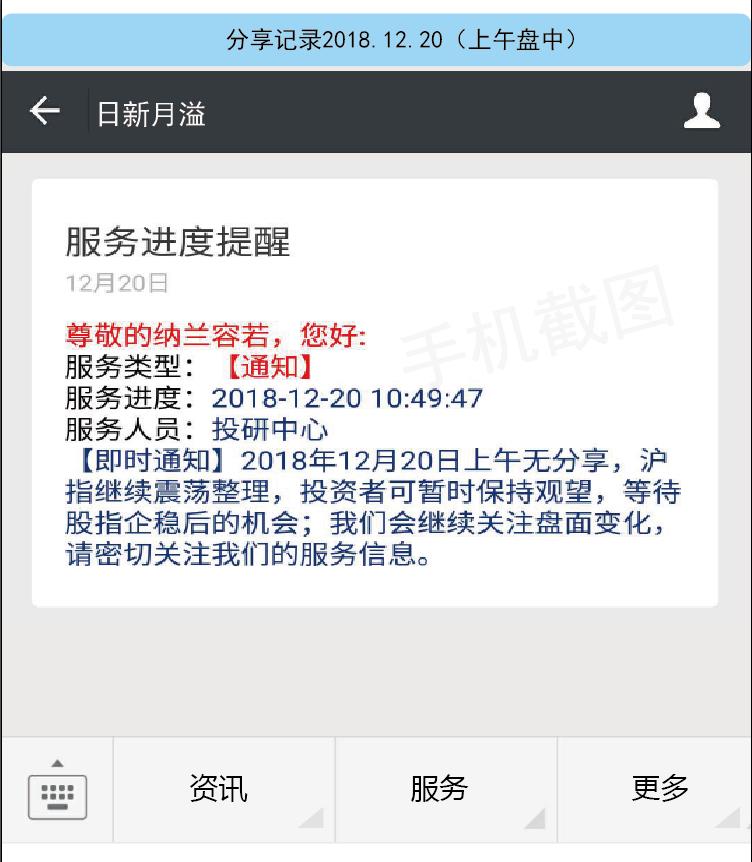 分享记录2018.12.20（上午盘中）
日新月溢
服务进度提醒
12月20日
手机截图
尊敬的纳兰容若，您好:
服务类型：【通知】
服务进度：2018-12-20 10:49:47
服务人员：投研中心
【即时通知】2018年12月20日上午无分享，沪
指继续震荡整理，投资者可暂时保持观望，等待
股指企稳后的机会；我们会继续关注盘面变化，
请密切关注我们的服务信息。
资讯
服务
更多